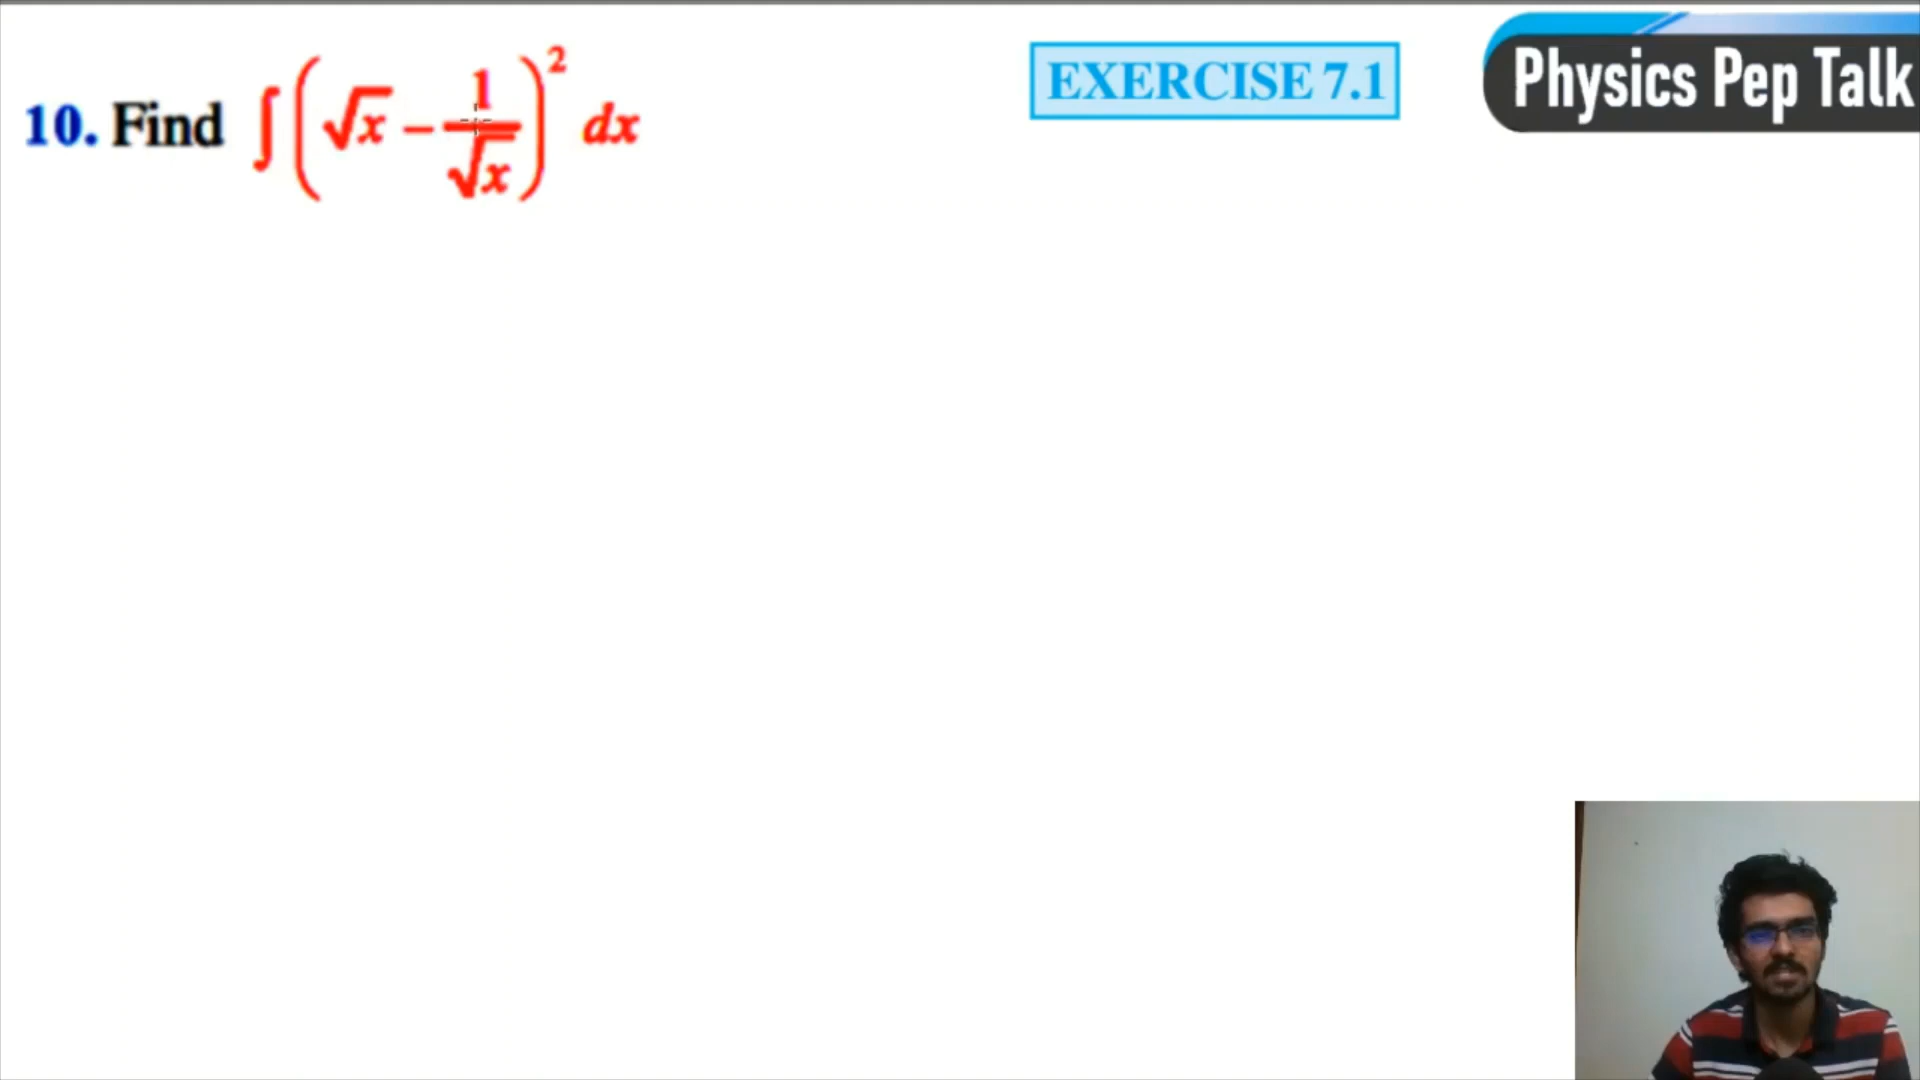 10. Find ∫ (√x − 1/√x)² dx
EXERCISE 7.1
Physics Pep Talk